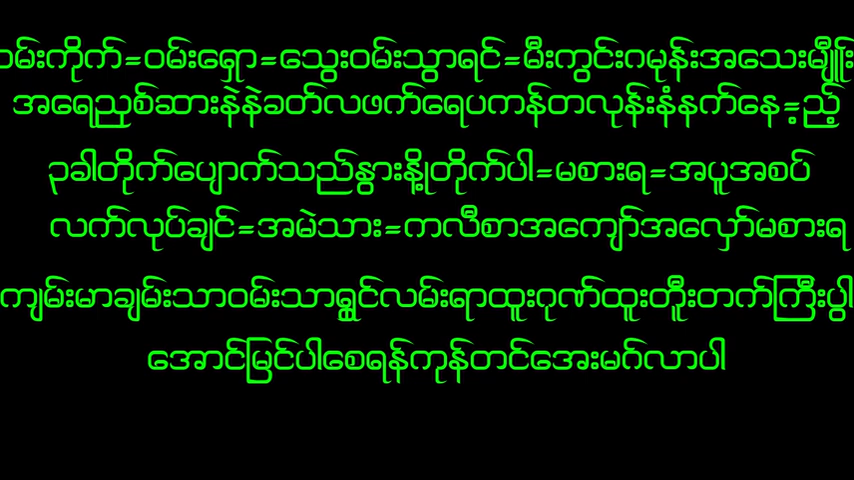 ဝမ်းကိုက်=ဝမ်းရှော=သွေးဝမ်းသွာရင်=မီးကွင်းဂမုန်းအသေးမျိုး
အရေညှစ်ဆားနဲနဲခတ်လဖက်ရေပကန်တလုန်းနံနက်နေ့=ည့်
၃ခါတိုက်ပျောက်သည်နွားနို့တိုက်ပါ=မစားရ=အပူအစပ်
လက်လုပ်ချင်=အမဲသား=ကလီစာအကျော်အလှော်မစားရ
ကျမ်းမာချမ်းသာဝမ်းသာရွှင်လမ်းရာထူးဂုဏ်ထူးတိုးတက်ကြီးပွါ
အောင်မြင်ပါစေရန်ကုန်တင်အေးမဂ်လာပါ